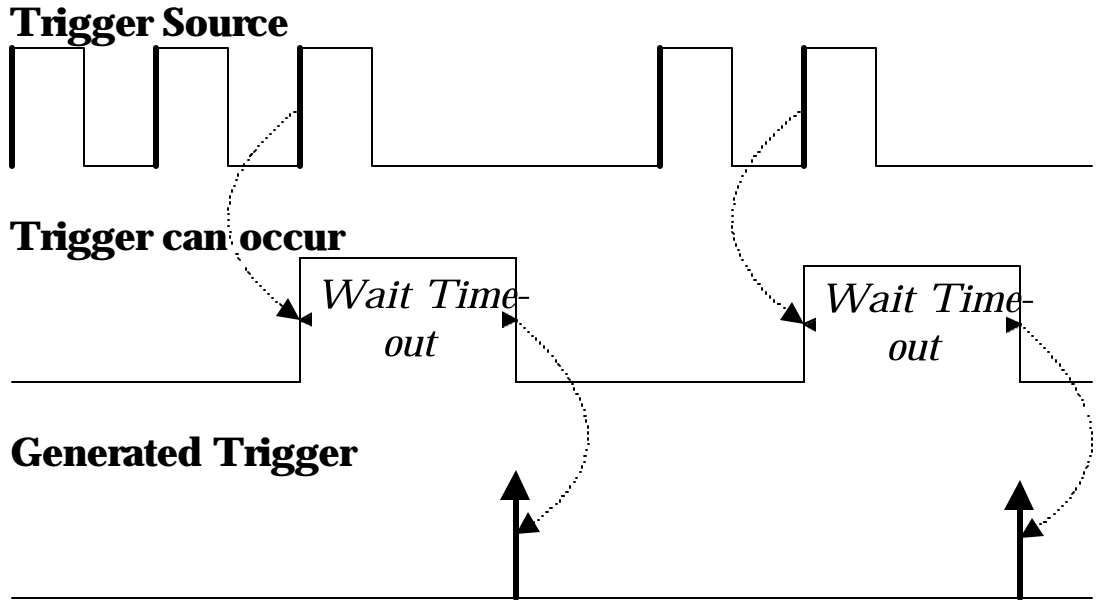 Trigger Source
Trigger can occur
Wait Time-
out
Wait Time-
out
Generated Trigger